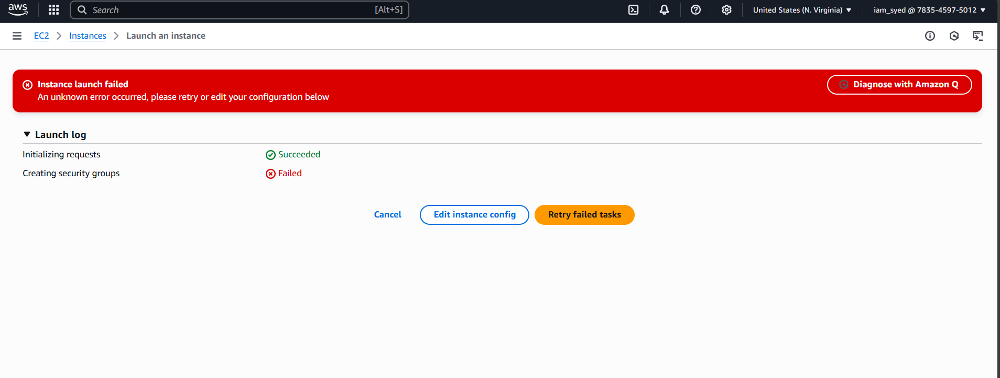 aws
Search [Alt+S]
United States (N. Virginia)
iam_syed @ 7835-4597-5012
EC2 Instances Launch an instance
Instance launch failed
An unknown error occurred, please retry or edit your configuration below
Diagnose with Amazon Q
Launch log
Initializing requests Succeeded
Creating security groups Failed
Cancel Edit instance config Retry failed tasks